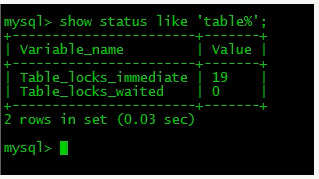 mysql> show status like 'table%';
+-----------------------+-------+
| Variable_name         | Value |
+-----------------------+-------+
| Table_locks_immediate | 19    |
| Table_locks_waited    | 0     |
+-----------------------+-------+
2 rows in set (0.03 sec)
mysql>